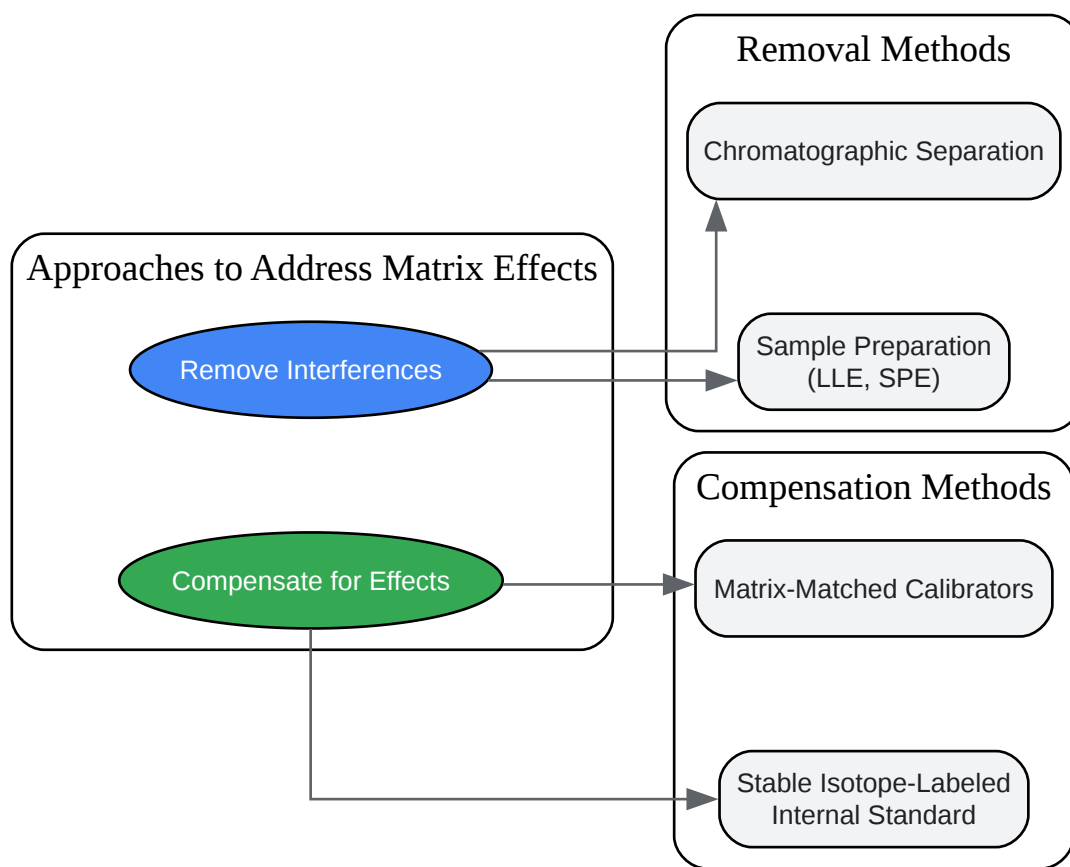 Removal Methods
Chromatographic Separation
Approaches to Address Matrix Effects
Remove Interferences
Sample Preparation
(LLE, SPE)
Compensation Methods
Compensate for Effects
Matrix-Matched Calibrators
Stable Isotope-Labeled
Internal Standard